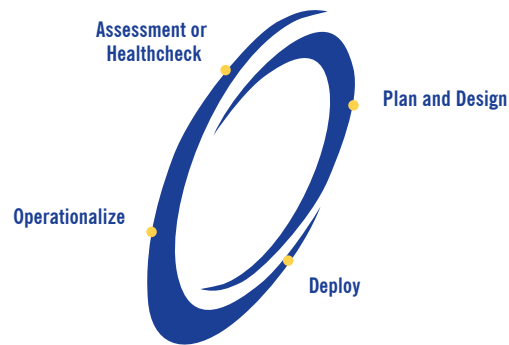 Assessment or
Healthcheck
Plan and Design
Operationalize
Deploy